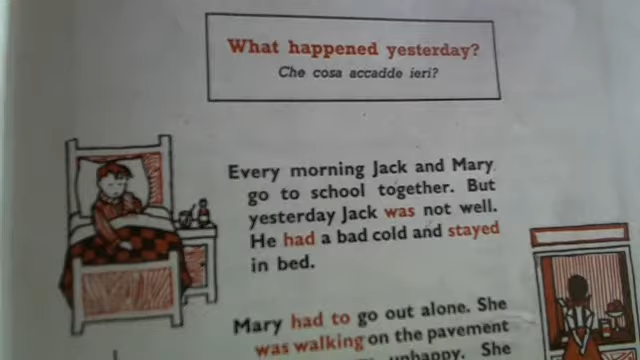 What happened yesterday?
Che cosa accadde ieri?
Every morning Jack and Mary
go to school together. But
yesterday Jack was not well.
He had a bad cold and stayed
in bed.
Mary had to go out alone. She
was walking on the pavement
unhappy. She